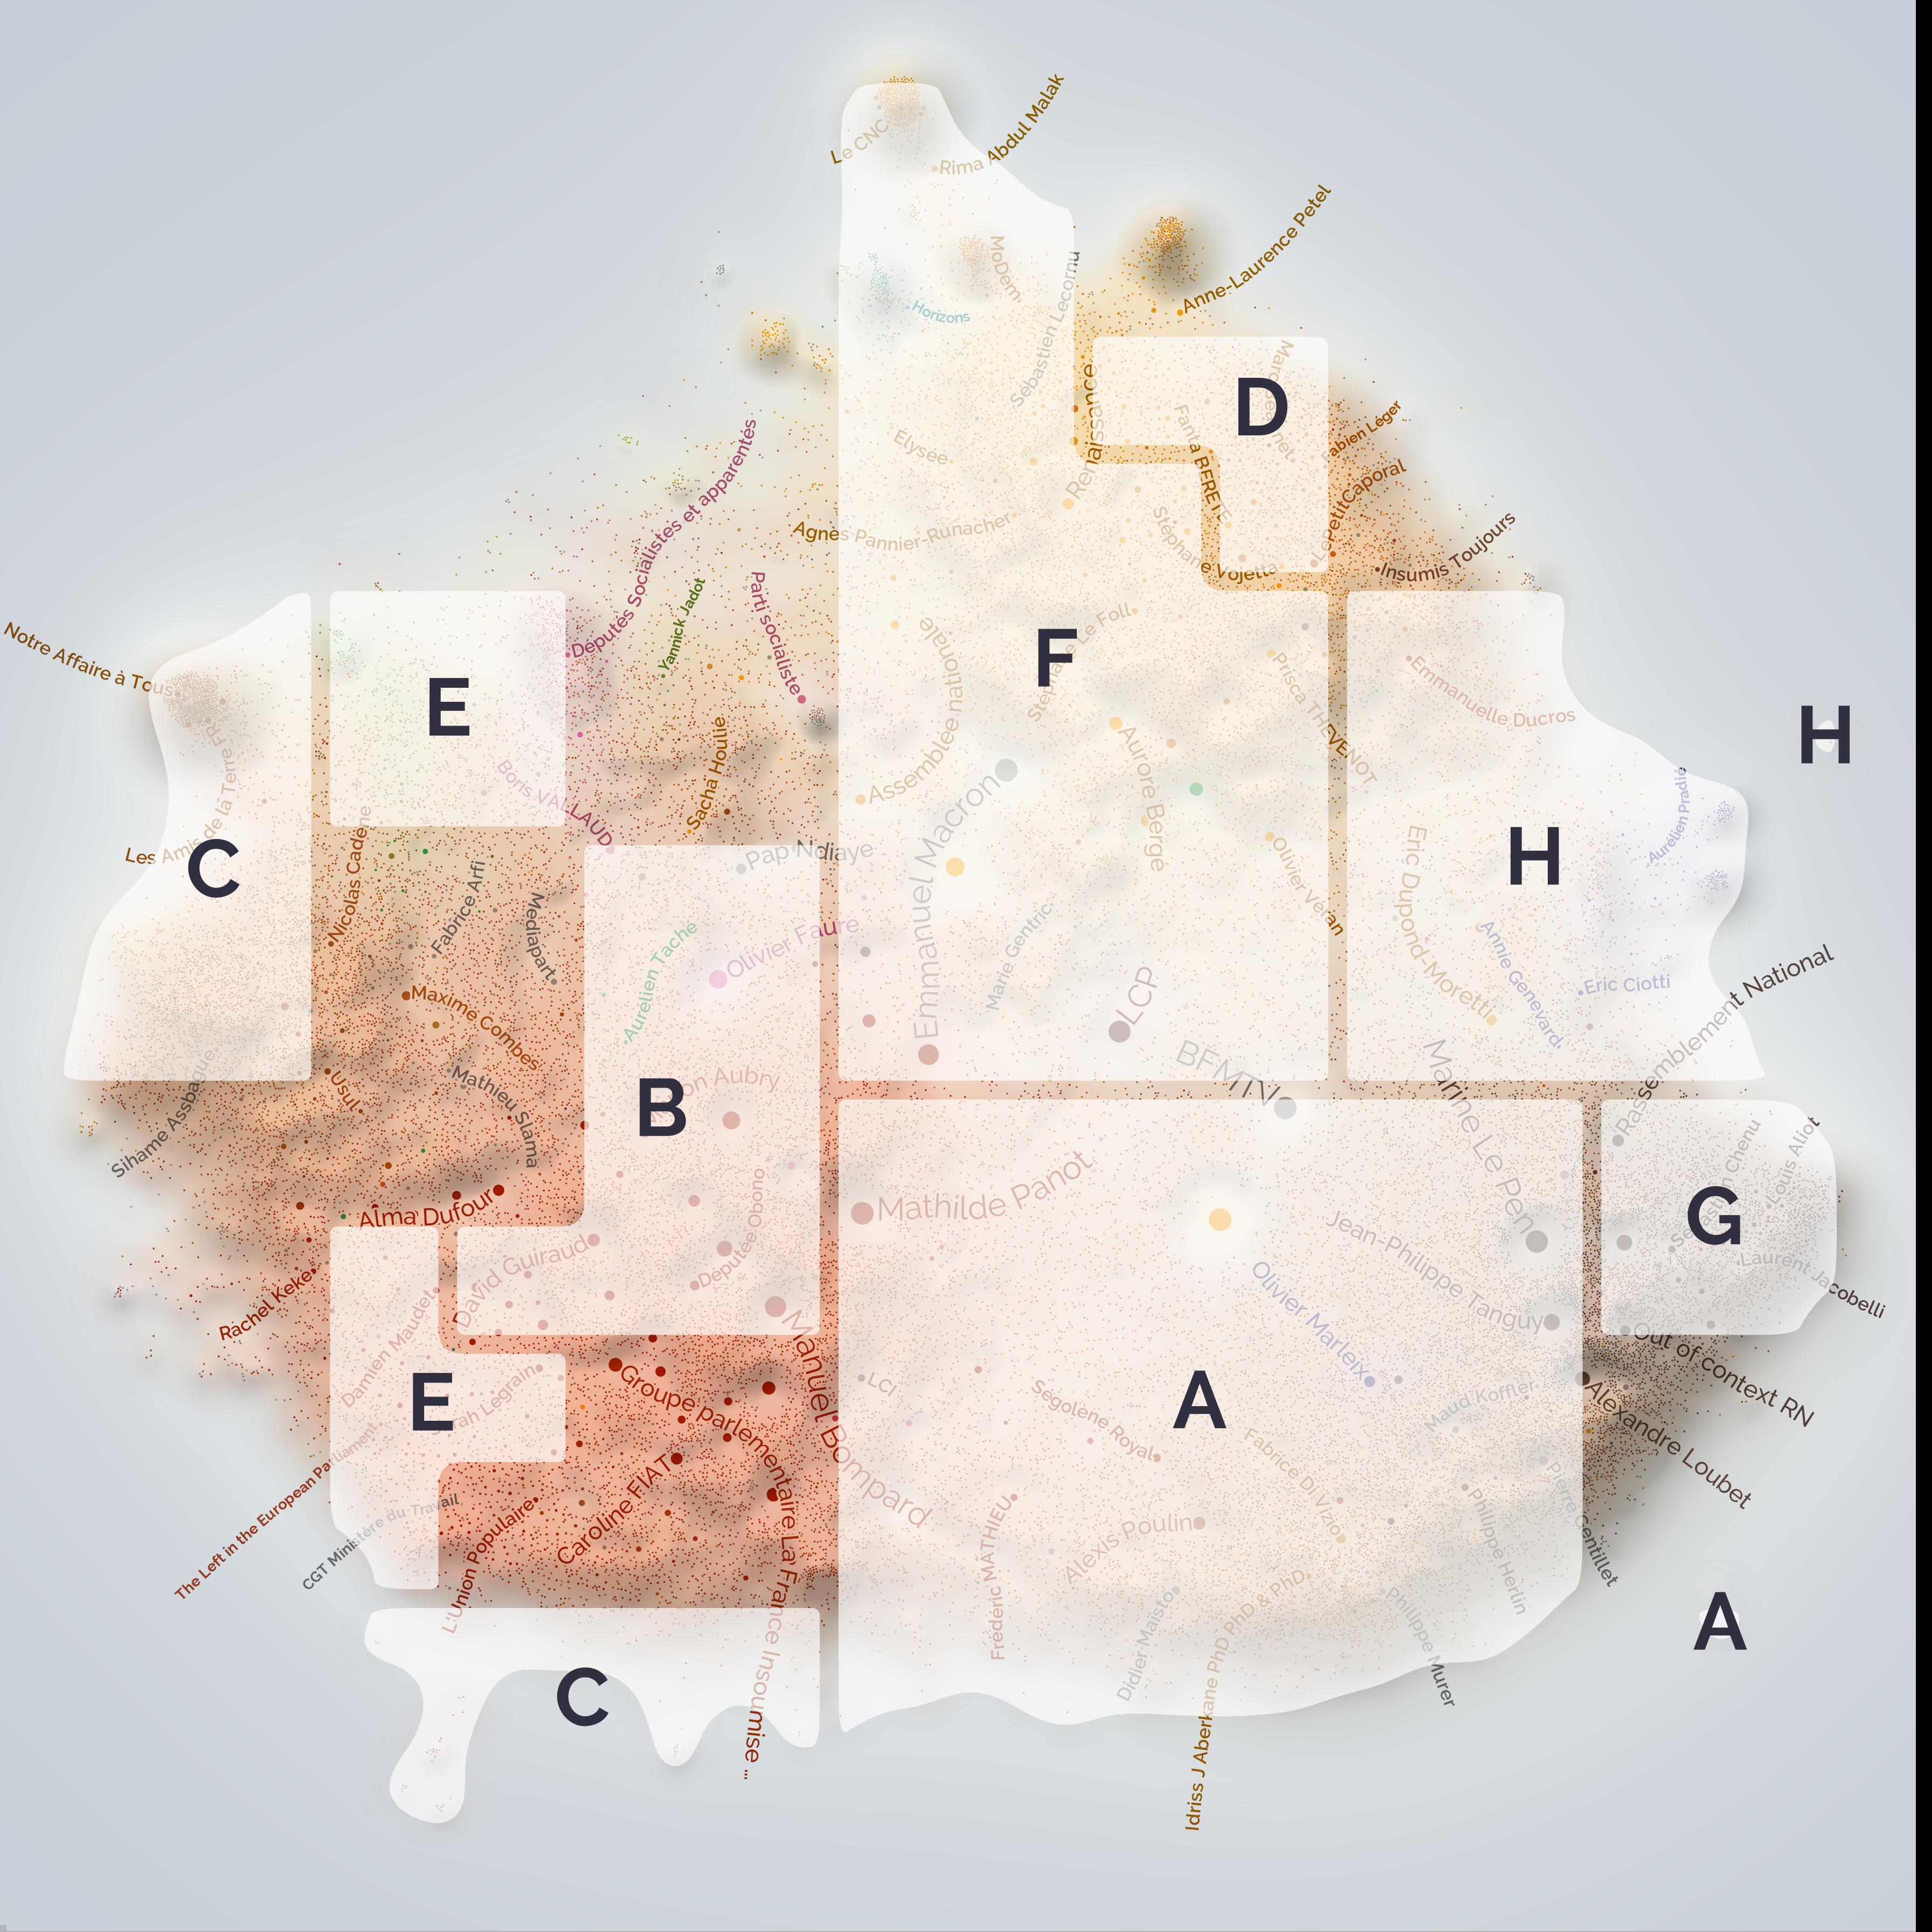 Le CNC
Rima Abdul Malak
Anne-Laurence Petel
MoDem
Horizons
Sébastien Lecornu
Renaissance
D
Fabien Léger
Le Petit Caporal
Insumis Toujours
Fanta BERETE
Stéphane Vojetta
Élysée
Agnès Pannier-Runacher
Députés Socialistes et apparentés
Yannick Jadot
Parti socialiste
Notre Affaire à Tous
Les Amis de la Terre
C
E
Boris VALLAUD
Sacha Houlié
Assemblée nationale
F
Stéphane Le Foll
Prisca THEVENOT
Emmanuelle Ducros
H
H
Aurélien Pradié
Nicolas Cadène
Fabrice Arfi
Mediapart
Pap Ndiaye
Olivier Faure
Aurélien Taché
Emmanuel Macron
Aurore Bergé
Olivier Véran
Marie Gentric
LCP
BFMTV
Eric Dupond-Moretti
Annie Genevard
Eric Ciotti
Rassemblement National
Maxime Combes
Usul
Mathieu Slama
Sihame Assbague
Manon Aubry
B
Députée Obono
David Guiraud
Alma Dufour
Rachel Keke
Mathilde Panot
Marine Le Pen
Jean-Philippe Tanguy
Olivier Marleix
Sébastien Chenu
Louis Aliot
G
Laurent Jacobelli
Out of context RN
Alexandre Loubet
Damien Maudet
E
Manuel Bompard
Groupe parlementaire La France Insoumise ...
Caroline FIAT
L'Union Populaire
The Left in the European Parliament
CGT Ministère du Travail
LCI
Ségolène Royal
A
Maud Koffler
Fabrice Di Vizio
Pierre Gentillet
Philippe Herlin
Frédéric MATHIEU
Alexis Poulin
Didier Maisto
Idriss J Aberkane PhD & PhD
Philippe Murer
A
C